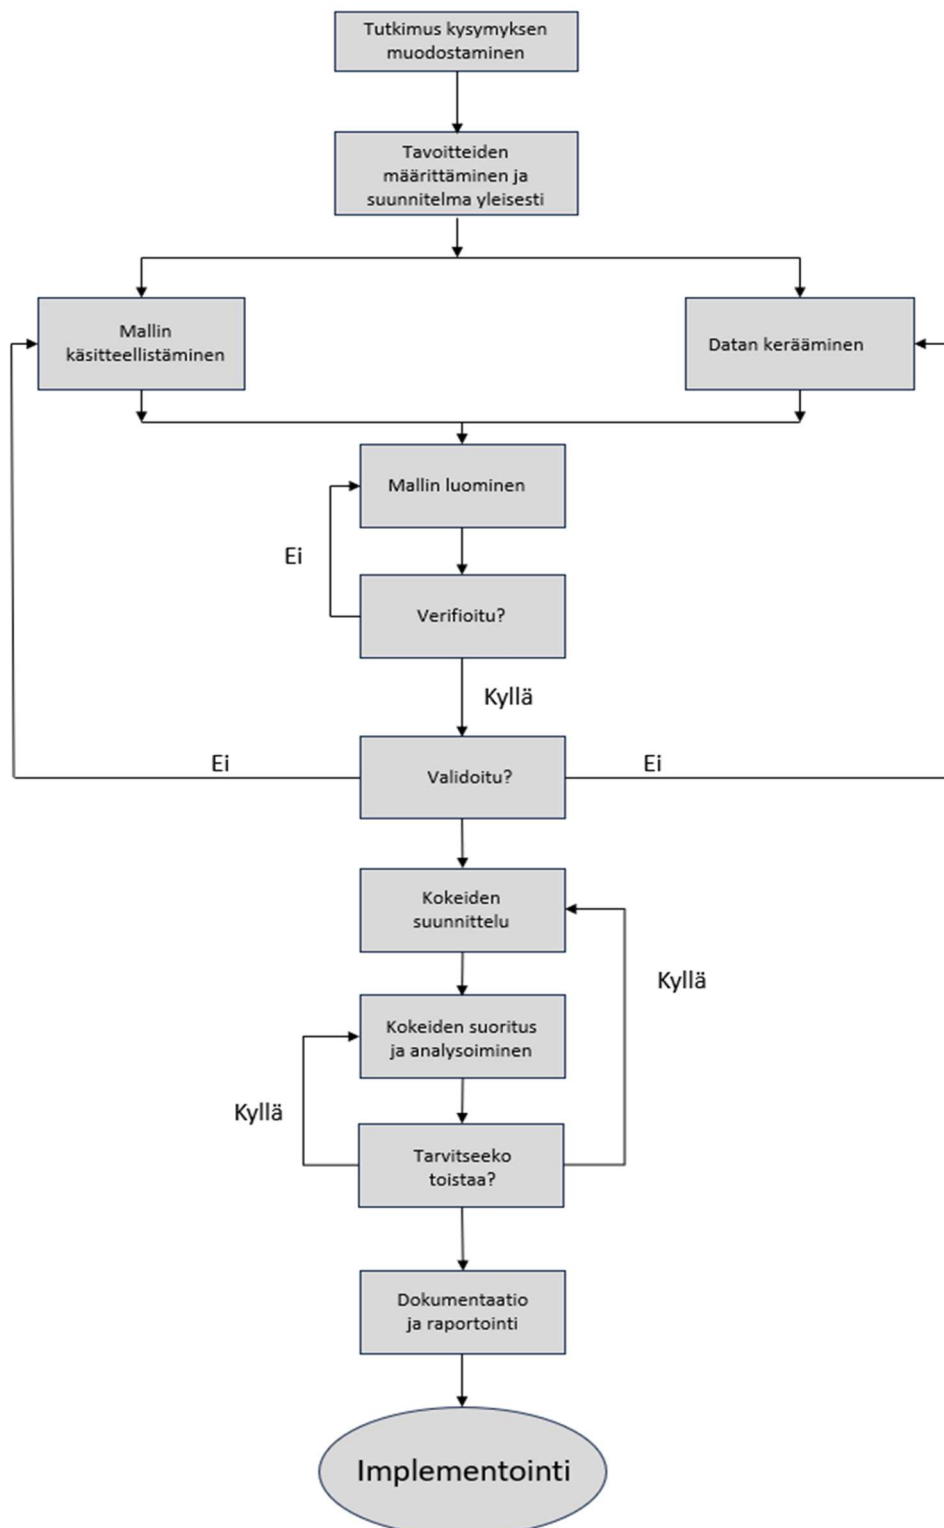 Tutkimus kysymyksen
muodostaminen
Tavoitteiden
määrittäminen ja
suunnitelma yleisesti
Mallin
käsitteellistäminen
Datan kerääminen
Mallin luominen
Ei
Verifioitu?
Kyllä
Ei
Validoitu?
Ei
Kokeiden
suunnittelu
Kyllä
Kokeiden suoritus
ja analysoiminen
Kyllä
Tarvitseeko
toistaa?
Dokumentaatio
ja raportointi
Implementointi